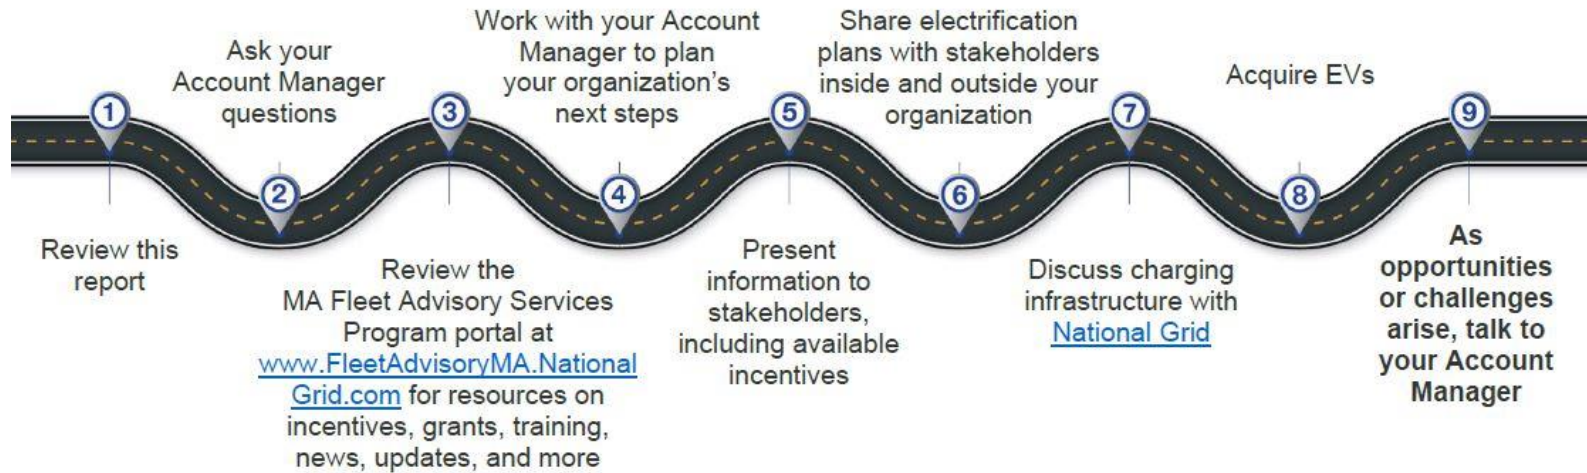 1
Review this
report
2
Ask your
Account Manager
questions
3
Review the
MA Fleet Advisory Services
Program portal at
www.FleetAdvisoryMA.National
Grid.com for resources on
incentives, grants, training,
news, updates, and more
4
Work with your Account
Manager to plan
your organization's
next steps
5
Present
information to
stakeholders,
including available
incentives
6
Share electrification
plans with stakeholders
inside and outside your
organization
7
Discuss charging
infrastructure with
National Grid
8
Acquire EVs
9
As
opportunities
or challenges
arise, talk to
your Account
Manager